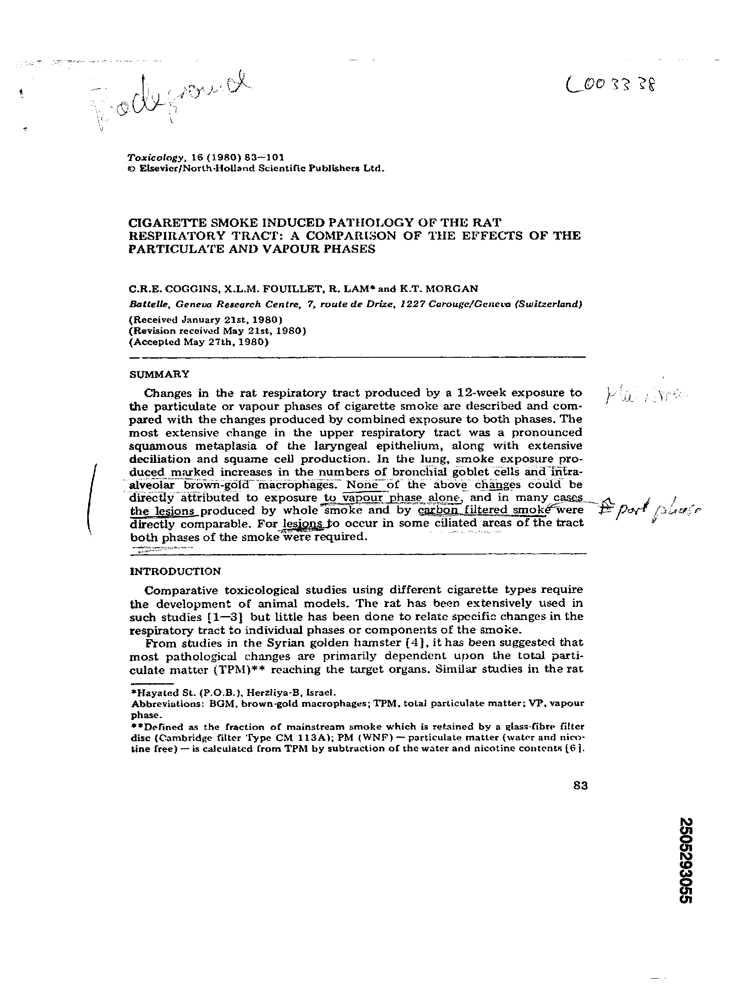 L003338
Toxicology, 16 (1980) 83—101
© Elsevier/North-Holland Scientific Publishers Ltd.
CIGARETTE SMOKE INDUCED PATHOLOGY OF THE RAT
RESPIRATORY TRACT: A COMPARISON OF THE EFFECTS OF THE
PARTICULATE AND VAPOUR PHASES
C.R.E. COGGINS, X.L.M. FOUILLET, R. LAM* and K.T. MORGAN
Battelle, Geneva Research Centre, 7, route de Drize, 1227 Carouge/Geneva (Switzerland)
(Received January 21st, 1980)
(Revision received May 21st, 1980)
(Accepted May 27th, 1980)
SUMMARY
Changes in the rat respiratory tract produced by a 12-week exposure to
the particulate or vapour phases of cigarette smoke are described and com-
pared with the changes produced by combined exposure to both phases. The
most extensive change in the upper respiratory tract was a pronounced
squamous metaplasia of the laryngeal epithelium, along with extensive
deciliation and squame cell production. In the lung, smoke exposure pro-
duced marked increases in the numbers of bronchial goblet cells and intra-
alveolar brown-gold macrophages. None of the above changes could be
directly attributed to exposure to vapour phase alone, and in many cases
the lesions produced by whole smoke and by carbon filtered smoke were
directly comparable. For lesions to occur in some ciliated areas of the tract
both phases of the smoke were required.
part phase
INTRODUCTION
Comparative toxicological studies using different cigarette types require
the development of animal models. The rat has been extensively used in
such studies [1—3] but little has been done to relate specific changes in the
respiratory tract to individual phases or components of the smoke.
From studies in the Syrian golden hamster [4], it has been suggested that
most pathological changes are primarily dependent upon the total parti-
culate matter (TPM)** reaching the target organs. Similar studies in the rat
*Hayated St. (P.O.B.), Herzliya-B, Israel.
Abbreviations: BGM, brown-gold macrophages; TPM, total particulate matter; VP, vapour
phase.
**Defined as the fraction of mainstream smoke which is retained by a glass-fibre filter
disc (Cambridge filter Type CM 113A); PM (WNF) — particulate matter (water and nico-
tine free) — is calculated from TPM by subtraction of the water and nicotine contents [6].
83
2505293055